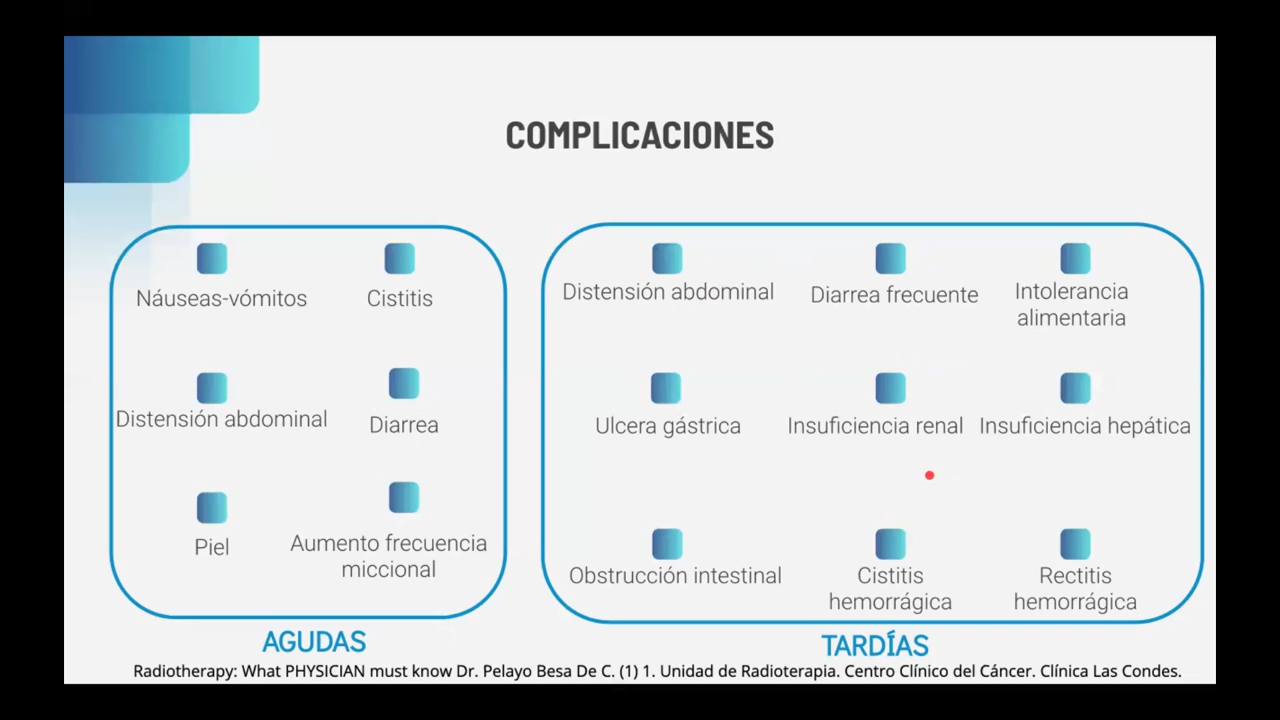 COMPLICACIONES
Náuseas-vómitos
Cistitis
Distensión abdominal
Diarrea
Piel
Aumento frecuencia
miccional
AGUDAS
Distensión abdominal
Diarrea frecuente
Intolerancia
alimentaria
Ulcera gástrica
Insuficiencia renal
Insuficiencia hepática
Obstrucción intestinal
Cistitis
hemorrágica
Rectitis
hemorrágica
TARDÍAS
Radiotherapy: What PHYSICIAN must know Dr. Pelayo Besa De C. (1) 1. Unidad de Radioterapia. Centro Clínico del Cáncer. Clínica Las Condes.